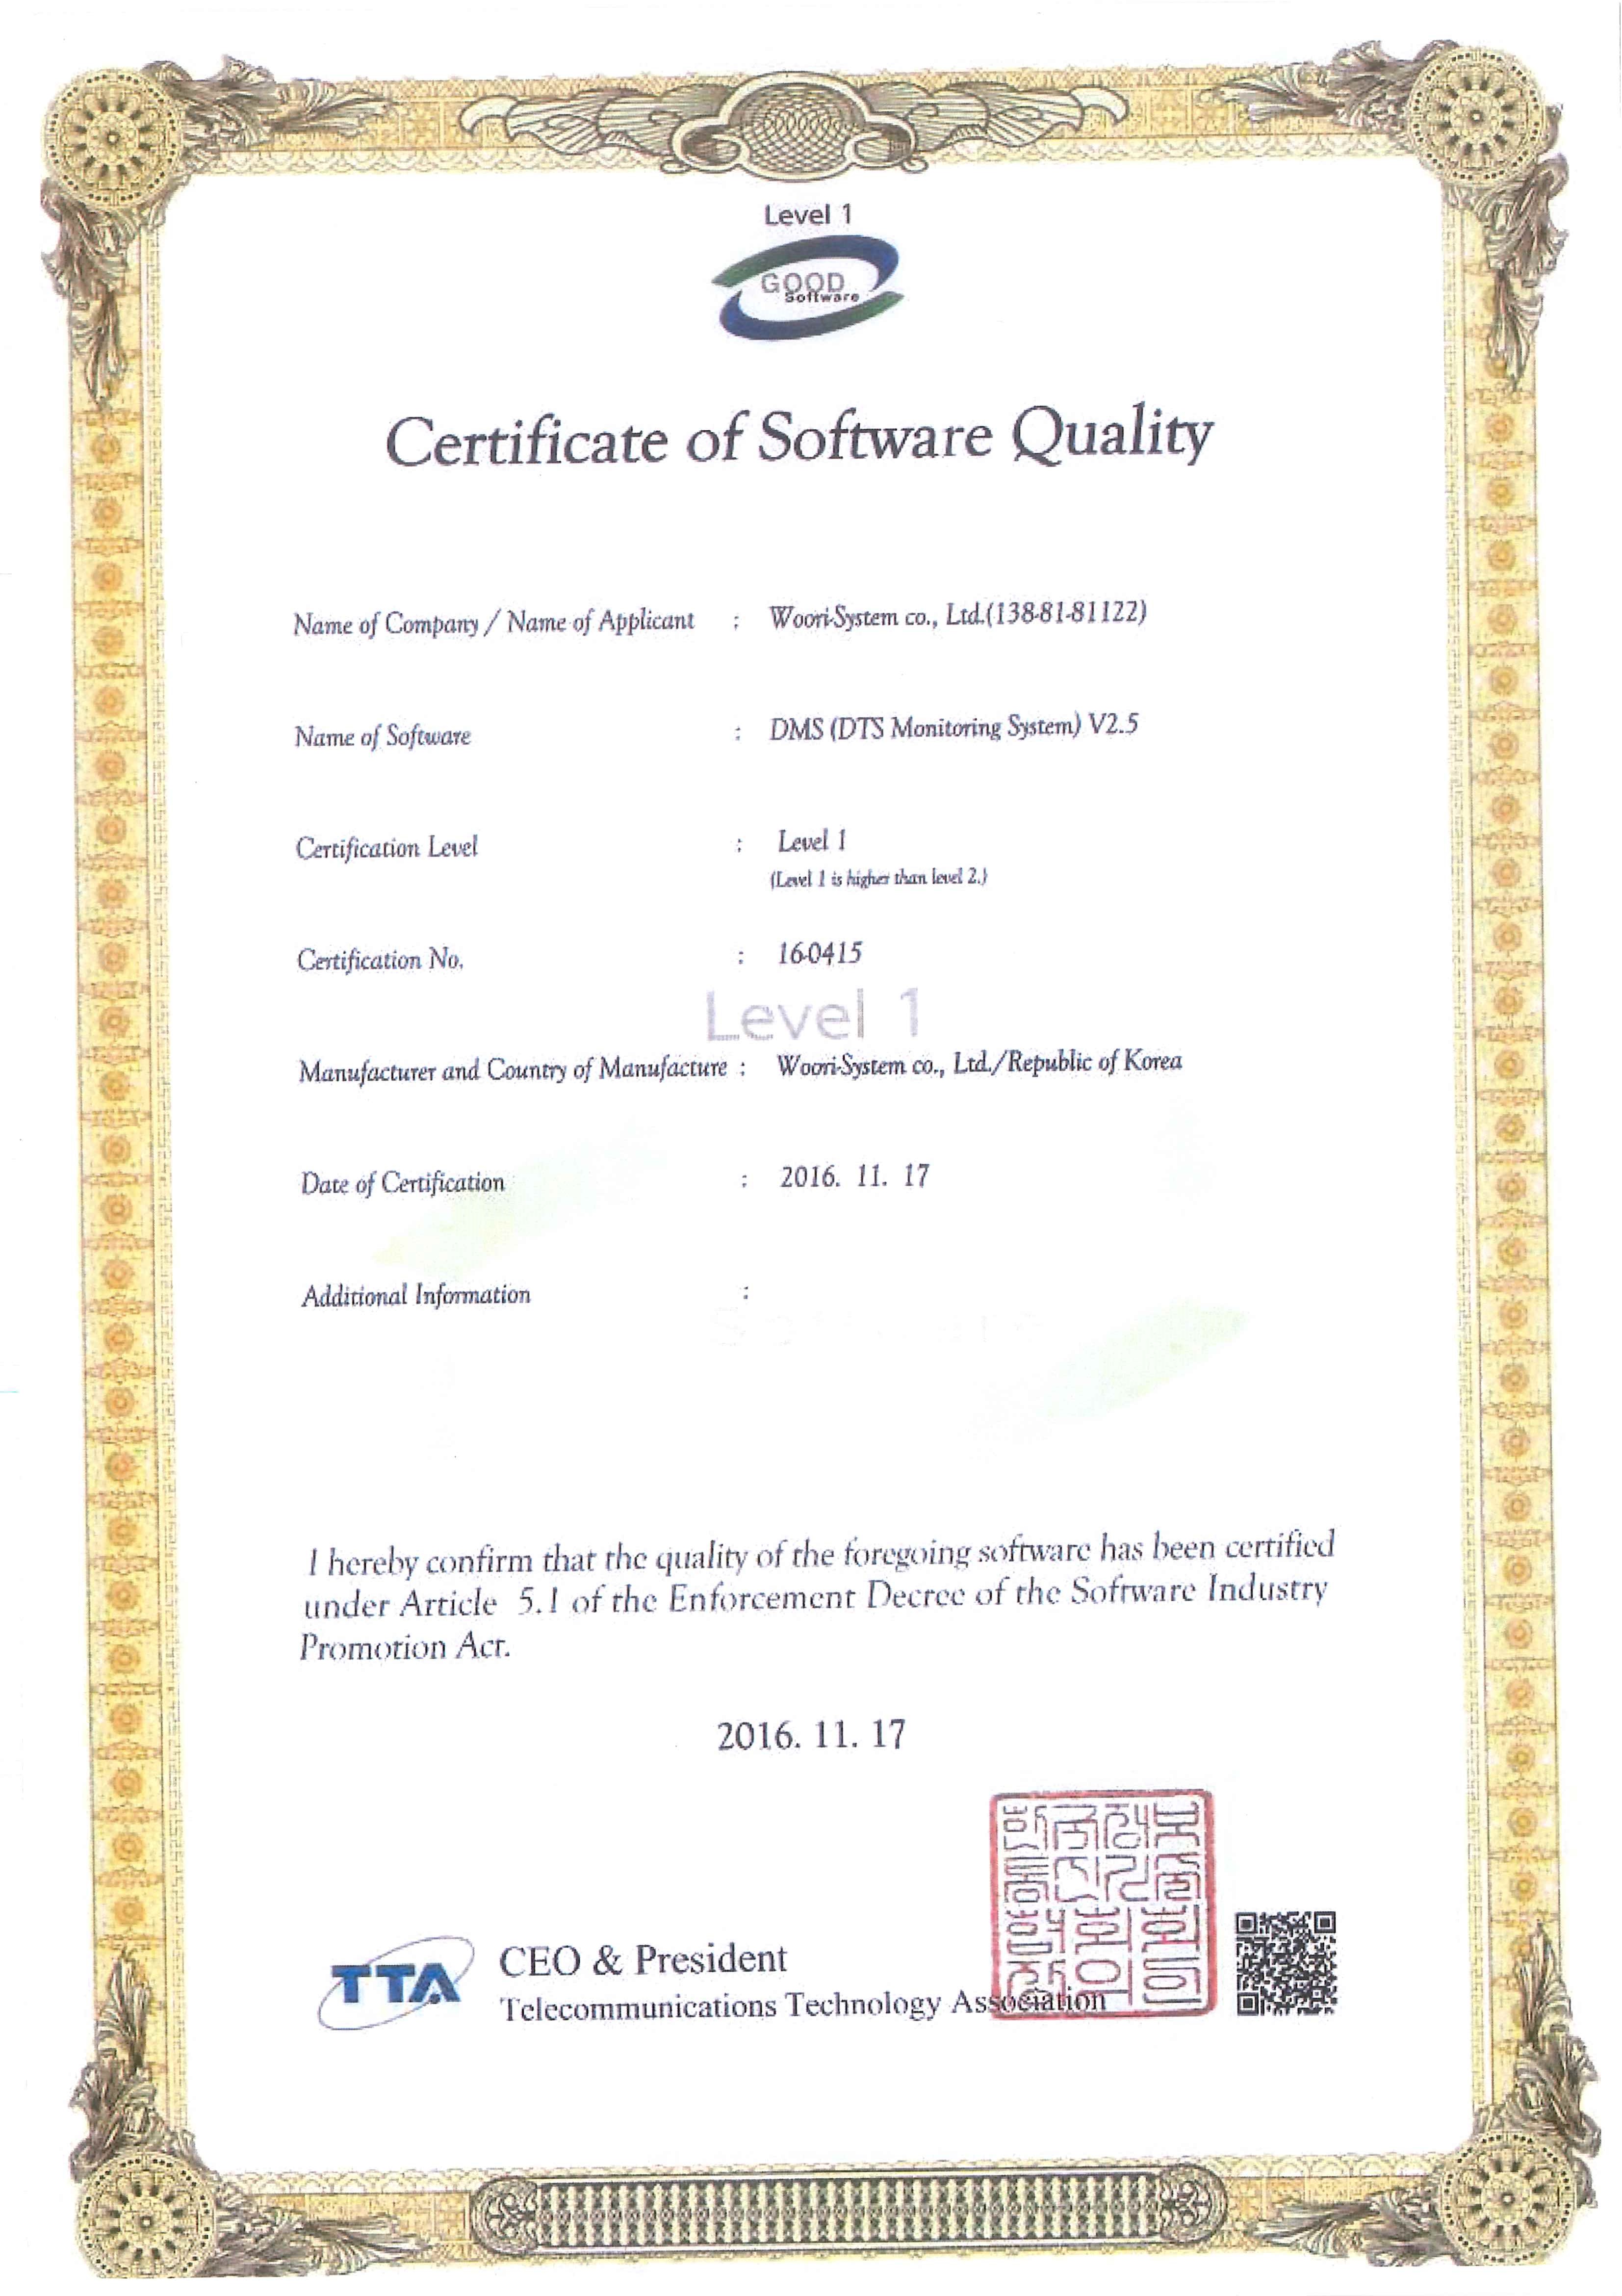 Level 1
GOOD
Software
Certificate of Software Quality
Name of Company / Name of Applicant : Woori-System co., Ltd.(138-81-81122)
Name of Software : DMS (DTS Monitoring System) V2.5
Certification Level : Level 1
(Level 1 is higher than level 2.)
Certification No. : 16-0415
Level 1
Manufacturer and Country of Manufacture : Woori-System co., Ltd./Republic of Korea
Date of Certification : 2016. 11. 17
Additional Information :
I hereby confirm that the quality of the foregoing software has been certified
under Article 5.1 of the Enforcement Decree of the Software Industry
Promotion Act.
2016. 11. 17
TTA
CEO & President
Telecommunications Technology Association